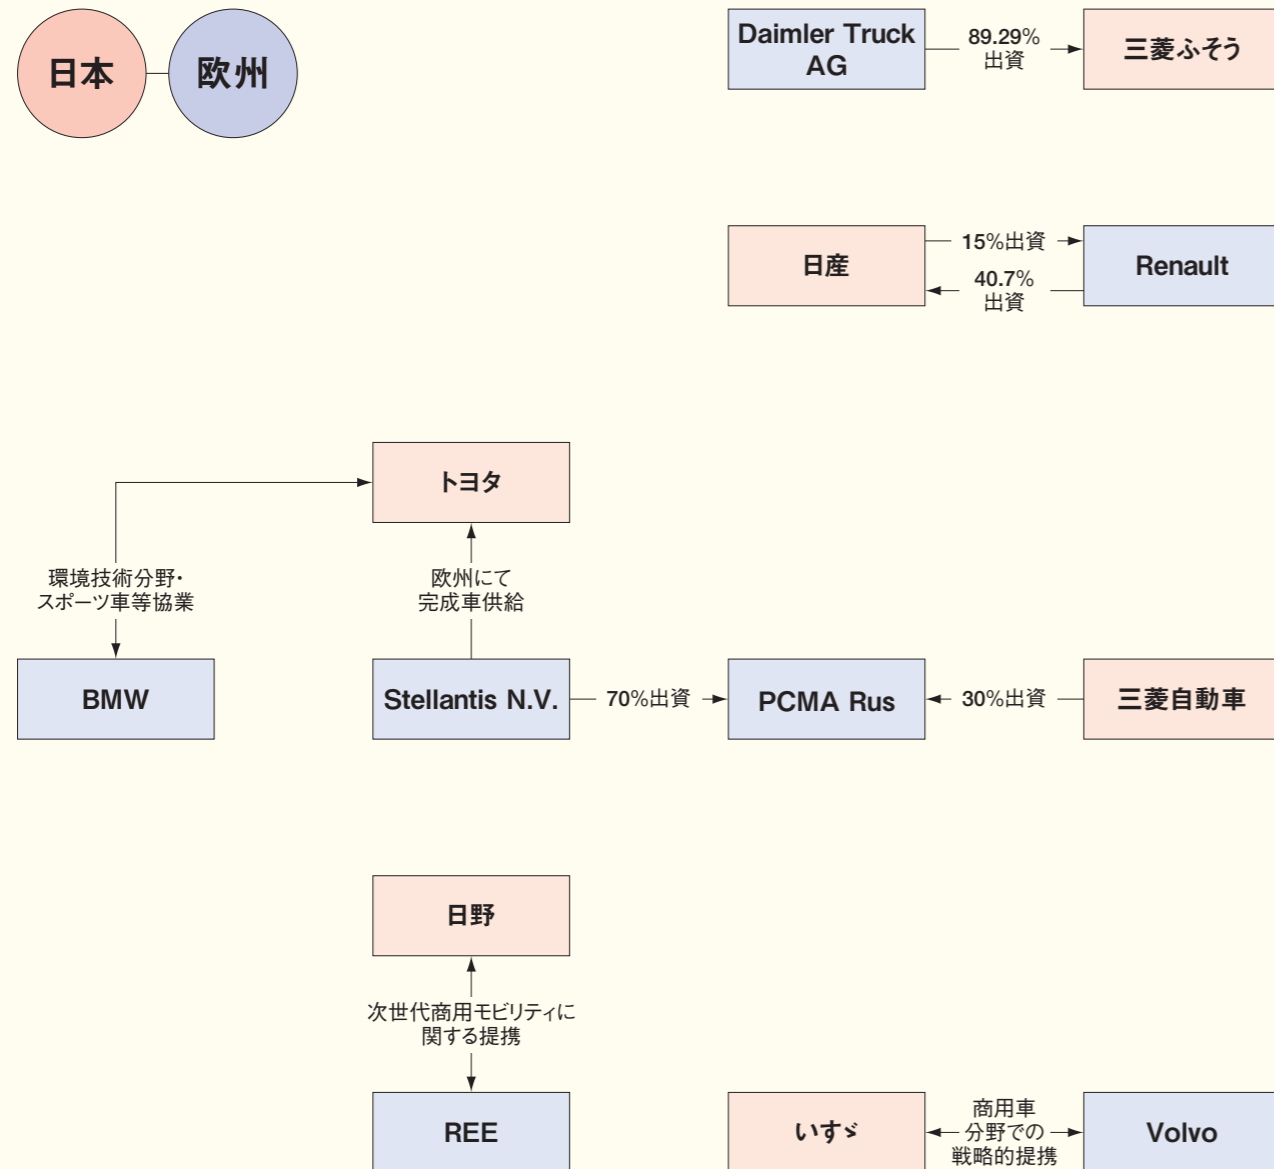 日本
欧州
Daimler Truck
AG
89.29%
出資
三菱ふそう
日産
15%出資
40.7%
出資
Renault
トヨタ
環境技術分野・
スポーツ車等協業
欧州にて
完成車供給
BMW
Stellantis N.V.
70%出資
PCMA Rus
30%出資
三菱自動車
日野
次世代商用モビリティに
関する提携
REE
いすゞ
商用車
分野での
戦略的提携
Volvo